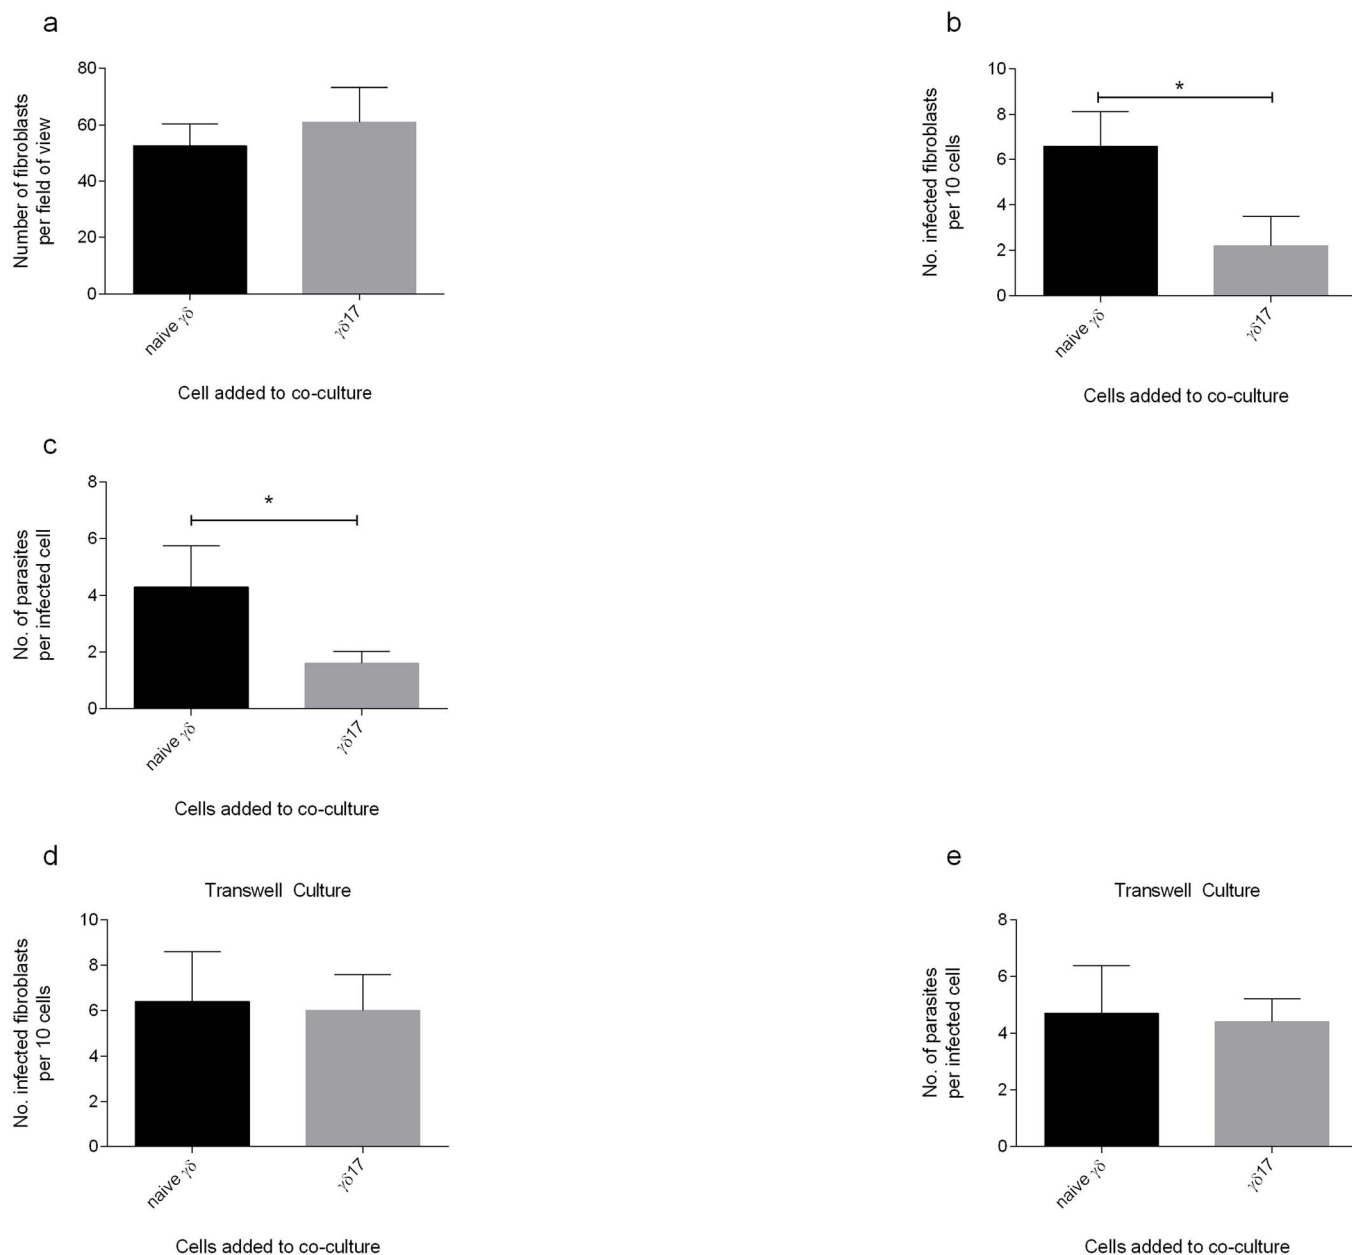 a
Number of fibroblasts
per field of view
80
60
40
20
0
naive γδ
γδ17
Cell added to co-culture
b
No. infected fibroblasts
per 10 cells
10
8
6
4
2
0
*
naive γδ
γδ17
Cells added to co-culture
c
No. of parasites
per infected cell
8
6
4
2
0
*
naive γδ
γδ17
Cells added to co-culture
d
Transwell Culture
No. infected fibroblasts
per 10 cells
10
8
6
4
2
0
naive γδ
γδ17
Cells added to co-culture
e
Transwell Culture
No. of parasites
per infected cell
8
6
4
2
0
naive γδ
γδ17
Cells added to co-culture